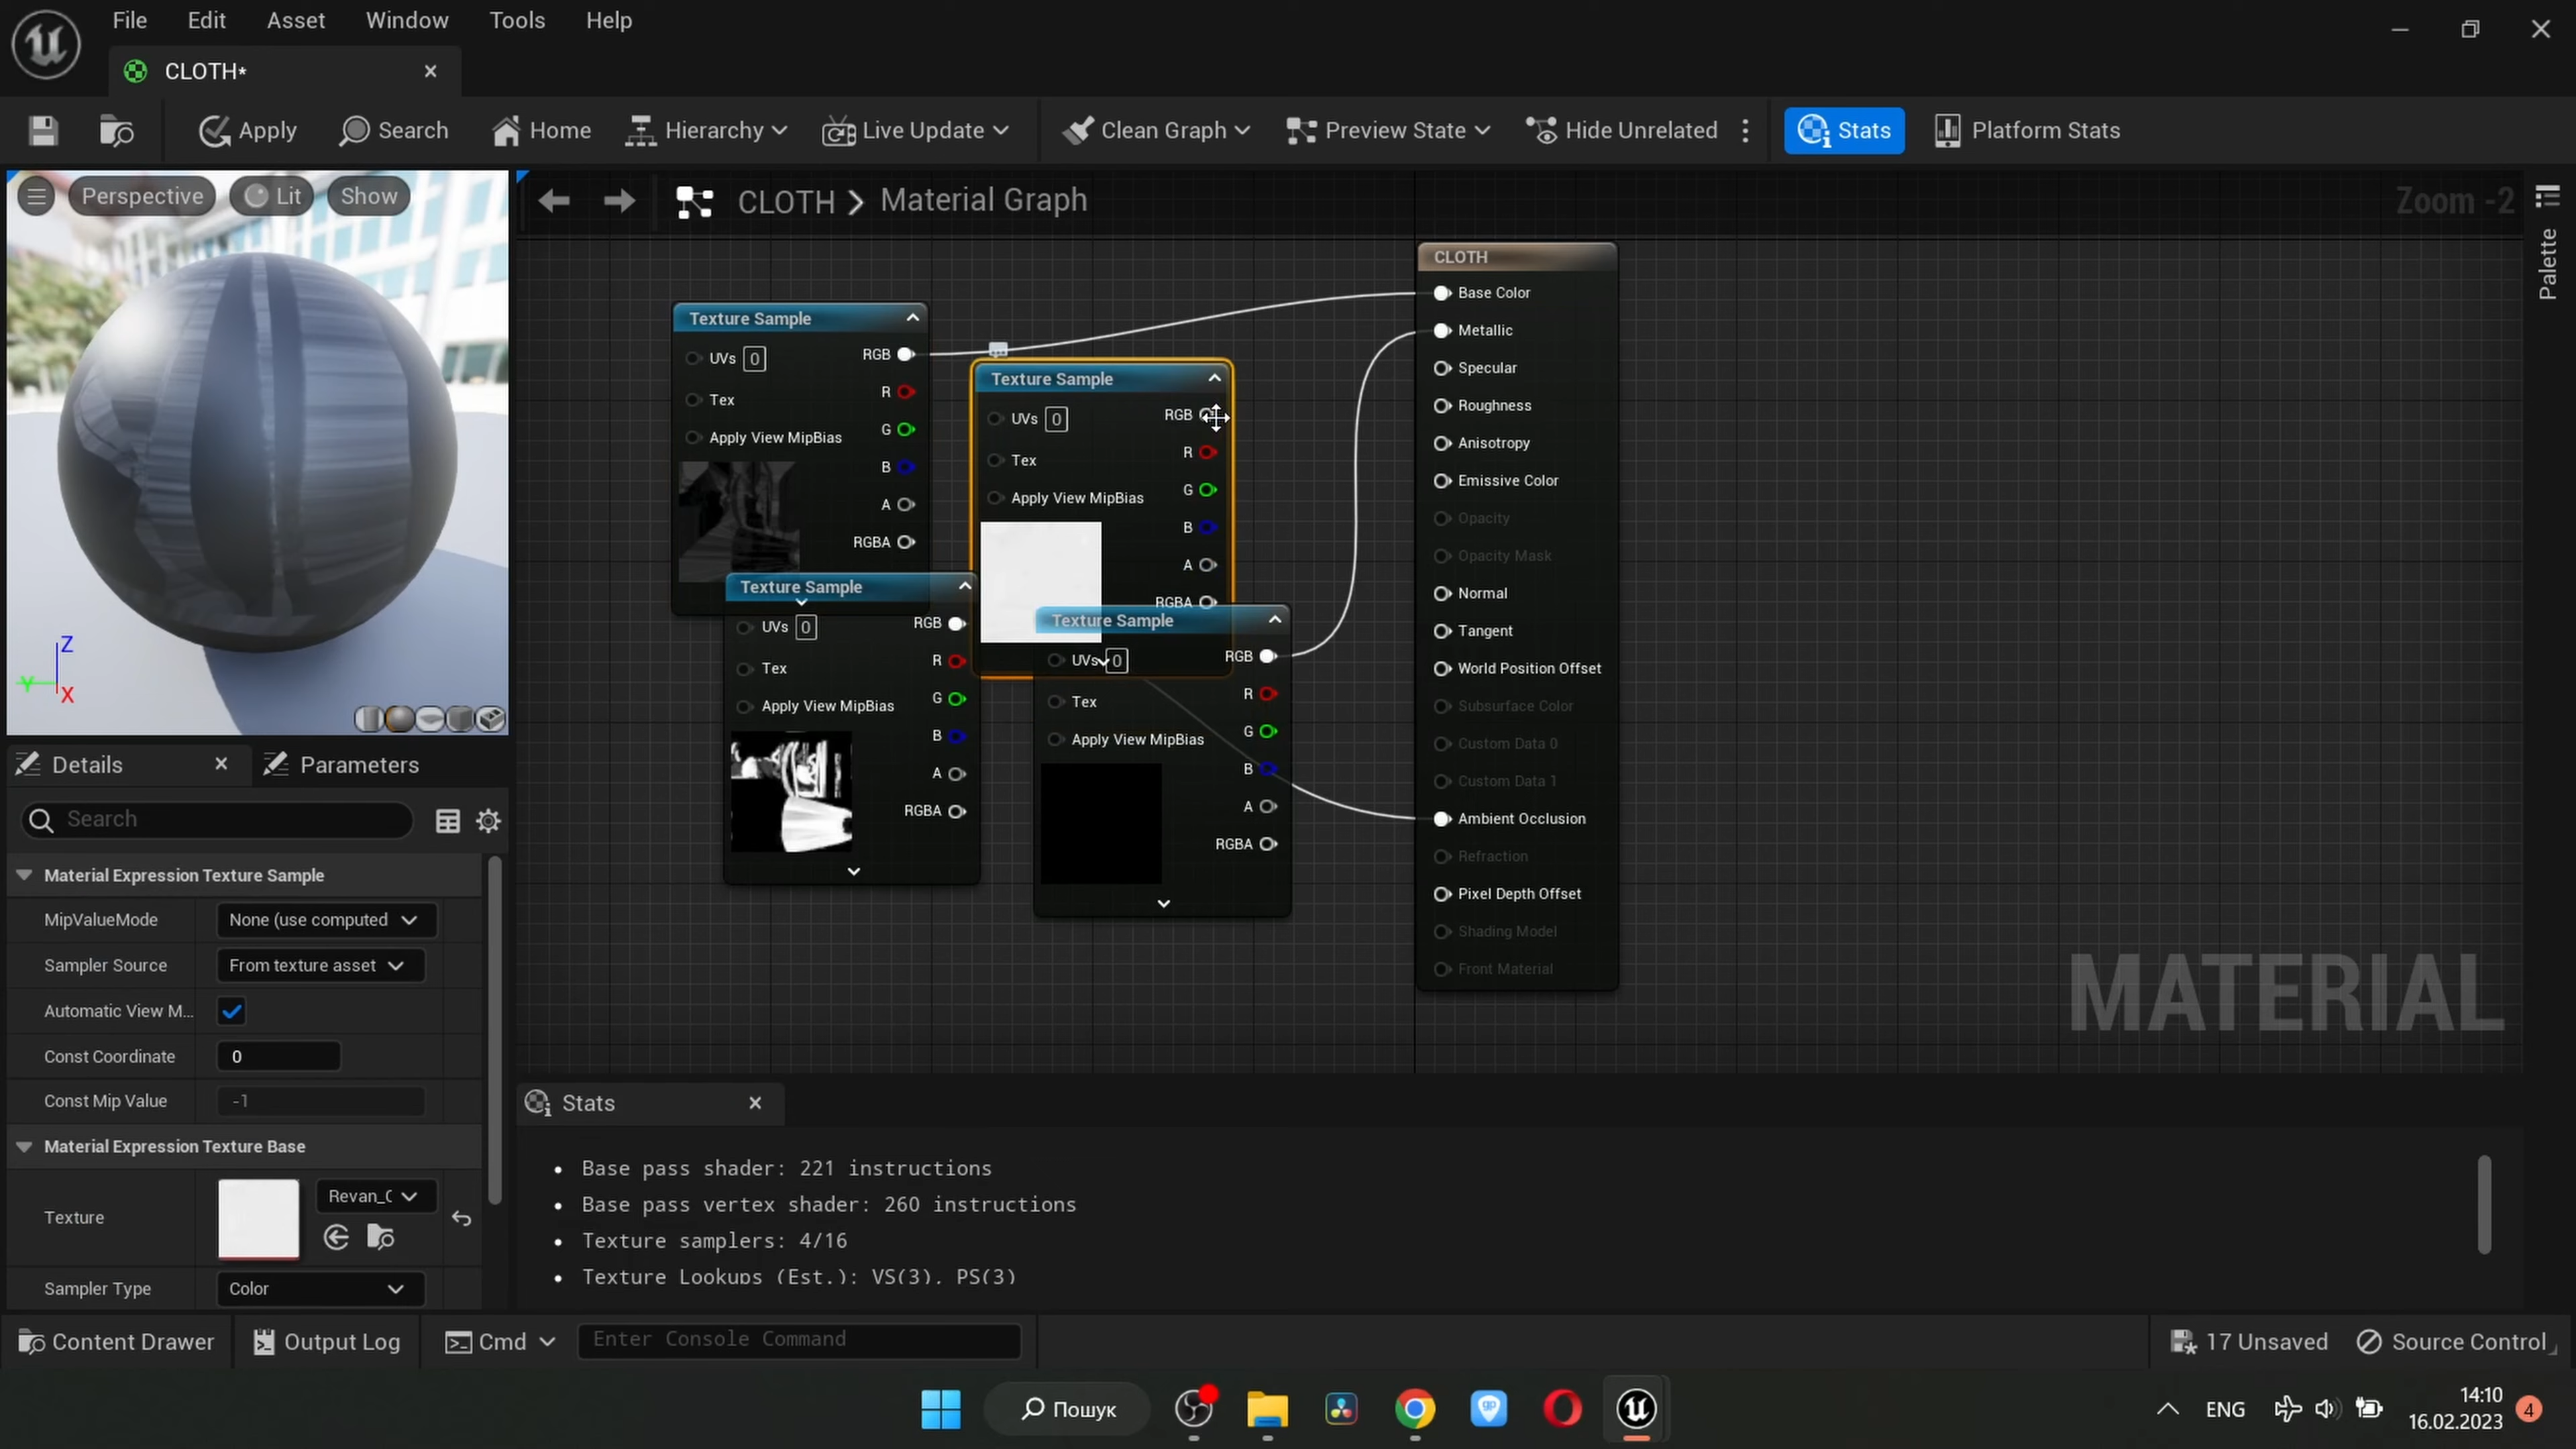 File Edit Asset Window Tools Help
CLOTH*
Apply Search Home Hierarchy Live Update Clean Graph Preview State Hide Unrelated Stats Platform Stats
Perspective Lit Show
CLOTH > Material Graph
Zoom -2
Palette
Z
Y
X
Texture Sample
UVs 0 RGB
Tex R
Apply View MipBias G
B
A
RGBA
Texture Sample
UVs 0 RGB
Tex R
Apply View MipBias G
B
A
RGBA
Texture Sample
UVs 0 RGB
Tex R
Apply View MipBias G
B
A
RGBA
Texture Sample
UVs 0 RGB
Tex R
Apply View MipBias G
B
A
RGBA
CLOTH
Base Color
Metallic
Specular
Roughness
Anisotropy
Emissive Color
Opacity
Opacity Mask
Normal
Tangent
World Position Offset
Subsurface Color
Custom Data 0
Custom Data 1
Ambient Occlusion
Refraction
Pixel Depth Offset
Shading Model
Front Material
MATERIAL
Details Parameters
Search
Material Expression Texture Sample
MipValueMode None (use computed
Sampler Source From texture asset
Automatic View M...
Const Coordinate 0
Const Mip Value -1
Material Expression Texture Base
Texture Revan_
Sampler Type Color
Stats
• Base pass shader: 221 instructions
• Base pass vertex shader: 260 instructions
• Texture samplers: 4/16
• Texture Lookups (Est.): VS(3), PS(3)
Content Drawer Output Log Cmd Enter Console Command 17 Unsaved Source Control
Пошук
ENG
14:10
16.02.2023
4